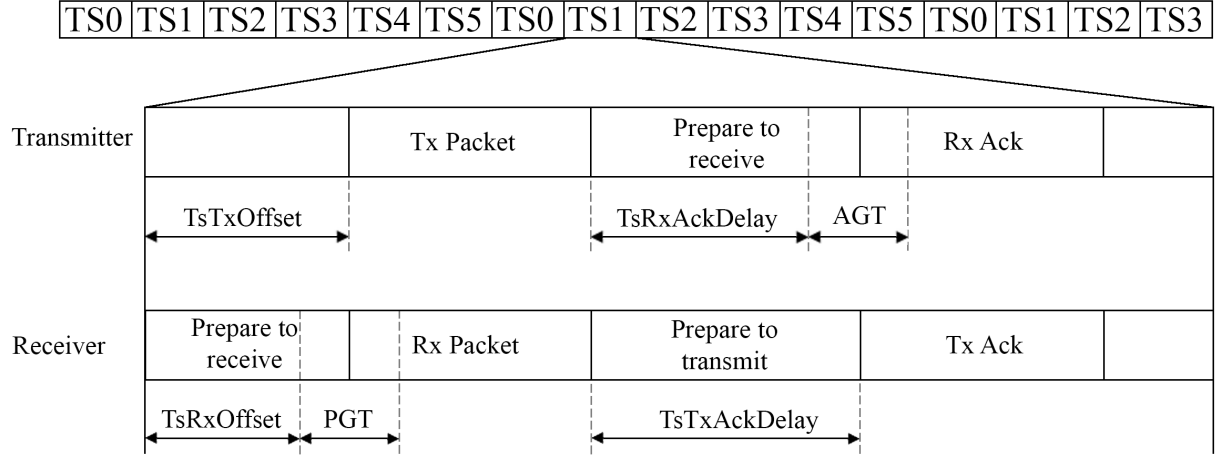 TS0 TS1 TS2 TS3 TS4 TS5 TS0 TS1 TS2 TS3 TS4 TS5 TS0 TS1 TS2 TS3
Transmitter
Tx Packet
Prepare to
receive
Rx Ack
TsTxOffset
TsRxAckDelay
AGT
Receiver
Prepare to
receive
Rx Packet
Prepare to
transmit
Tx Ack
TsRxOffset
PGT
TsTxAckDelay